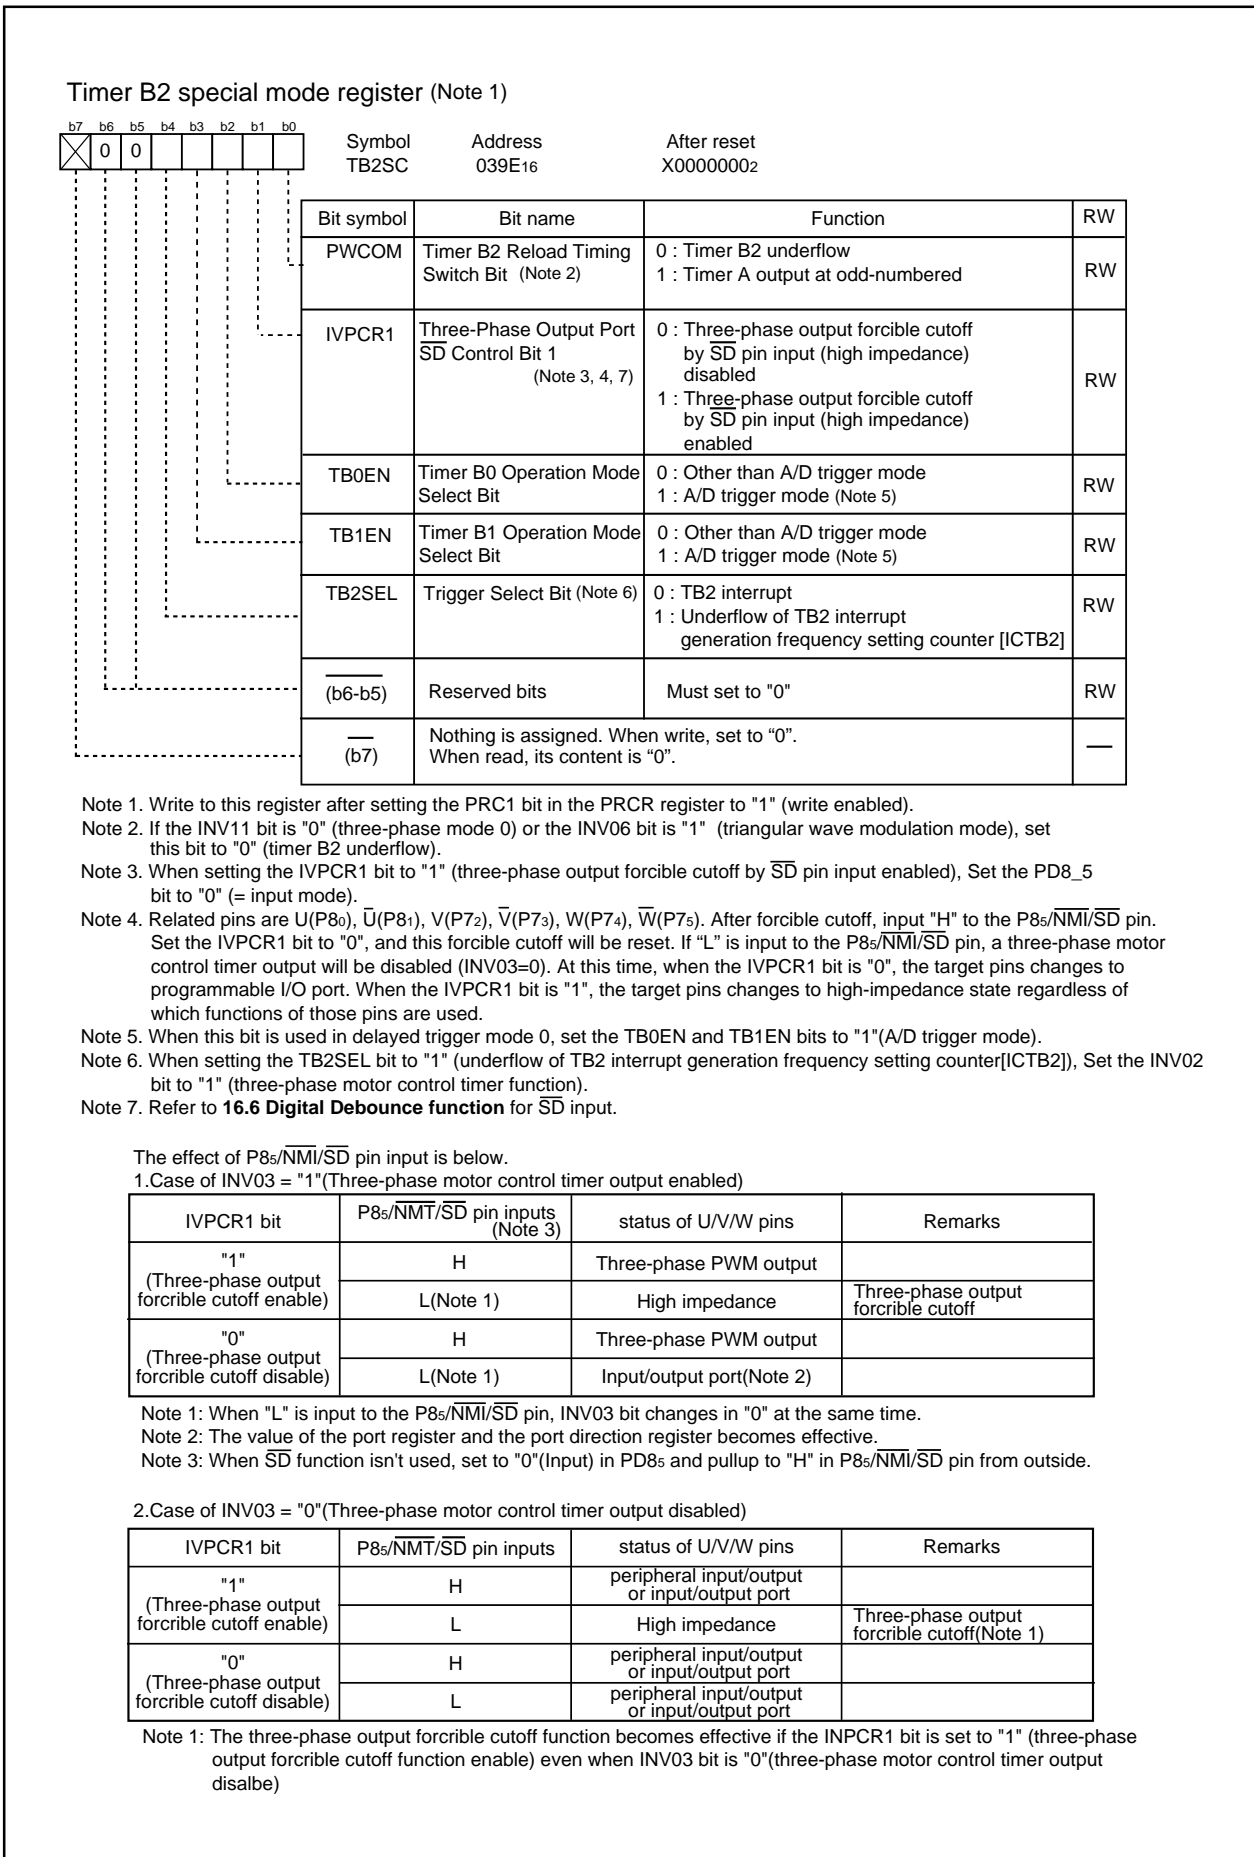 Timer B2 special mode register (Note 1)
b7 b6 b5 b4 b3 b2 b1 b0
0 0
Symbol Address After reset
TB2SC 039E16 X00000002
Bit symbol Bit name Function RW
PWCOM Timer B2 Reload Timing Switch Bit (Note 2)
0 : Timer B2 underflow
1 : Timer A output at odd-numbered
RW
IVPCR1 Three-Phase Output Port
S̅D̅ Control Bit 1
(Note 3, 4, 7)
0 : Three-phase output forcible cutoff
by S̅D̅ pin input (high impedance)
disabled
1 : Three-phase output forcible cutoff
by S̅D̅ pin input (high impedance)
enabled
RW
TB0EN Timer B0 Operation Mode
Select Bit
0 : Other than A/D trigger mode
1 : A/D trigger mode (Note 5)
RW
TB1EN Timer B1 Operation Mode
Select Bit
0 : Other than A/D trigger mode
1 : A/D trigger mode (Note 5)
RW
TB2SEL Trigger Select Bit (Note 6)
0 : TB2 interrupt
1 : Underflow of TB2 interrupt
generation frequency setting counter [ICTB2]
RW
(b6-b5) Reserved bits Must set to "0" RW
(b7)
Nothing is assigned. When write, set to “0”.
When read, its content is “0”.
—
Note 1. Write to this register after setting the PRC1 bit in the PRCR register to "1" (write enabled).
Note 2. If the INV11 bit is "0" (three-phase mode 0) or the INV06 bit is "1" (triangular wave modulation mode), set
this bit to "0" (timer B2 underflow).
Note 3. When setting the IVPCR1 bit to "1" (three-phase output forcible cutoff by S̅D̅ pin input enabled), Set the PD8_5
bit to "0" (= input mode).
Note 4. Related pins are U(P80), U̅(P81), V(P72), V̅(P73), W(P74), W̅(P75). After forcible cutoff, input "H" to the P85/N̅M̅I̅/S̅D̅ pin.
Set the IVPCR1 bit to "0", and this forcible cutoff will be reset. If “L” is input to the P85/N̅M̅I̅/S̅D̅ pin, a three-phase motor
control timer output will be disabled (INV03=0). At this time, when the IVPCR1 bit is "0", the target pins changes to
programmable I/O port. When the IVPCR1 bit is "1", the target pins changes to high-impedance state regardless of
which functions of those pins are used.
Note 5. When this bit is used in delayed trigger mode 0, set the TB0EN and TB1EN bits to "1"(A/D trigger mode).
Note 6. When setting the TB2SEL bit to "1" (underflow of TB2 interrupt generation frequency setting counter[ICTB2]), Set the INV02
bit to "1" (three-phase motor control timer function).
Note 7. Refer to 16.6 Digital Debounce function for S̅D̅ input.
The effect of P85/N̅M̅I̅/S̅D̅ pin input is below.
1.Case of INV03 = "1"(Three-phase motor control timer output enabled)
IVPCR1 bit P85/N̅M̅T̅/S̅D̅ pin inputs (Note 3) status of U/V/W pins Remarks
"1"
(Three-phase output
forcrible cutoff enable)
H Three-phase PWM output
L(Note 1) High impedance Three-phase output forcrible cutoff
"0"
(Three-phase output
forcrible cutoff disable)
H Three-phase PWM output
L(Note 1) Input/output port(Note 2)
Note 1: When "L" is input to the P85/N̅M̅I̅/S̅D̅ pin, INV03 bit changes in "0" at the same time.
Note 2: The value of the port register and the port direction register becomes effective.
Note 3: When S̅D̅ function isn't used, set to "0"(Input) in PD85 and pullup to "H" in P85/N̅M̅I̅/S̅D̅ pin from outside.
2.Case of INV03 = "0"(Three-phase motor control timer output disabled)
IVPCR1 bit P85/N̅M̅T̅/S̅D̅ pin inputs status of U/V/W pins Remarks
"1"
(Three-phase output
forcrible cutoff enable)
H peripheral input/output or input/output port
L High impedance Three-phase output forcrible cutoff(Note 1)
"0"
(Three-phase output
forcrible cutoff disable)
H peripheral input/output or input/output port
L peripheral input/output or input/output port
Note 1: The three-phase output forcrible cutoff function becomes effective if the INPCR1 bit is set to "1" (three-phase
output forcrible cutoff function enable) even when INV03 bit is "0"(three-phase motor control timer output
disalbe)